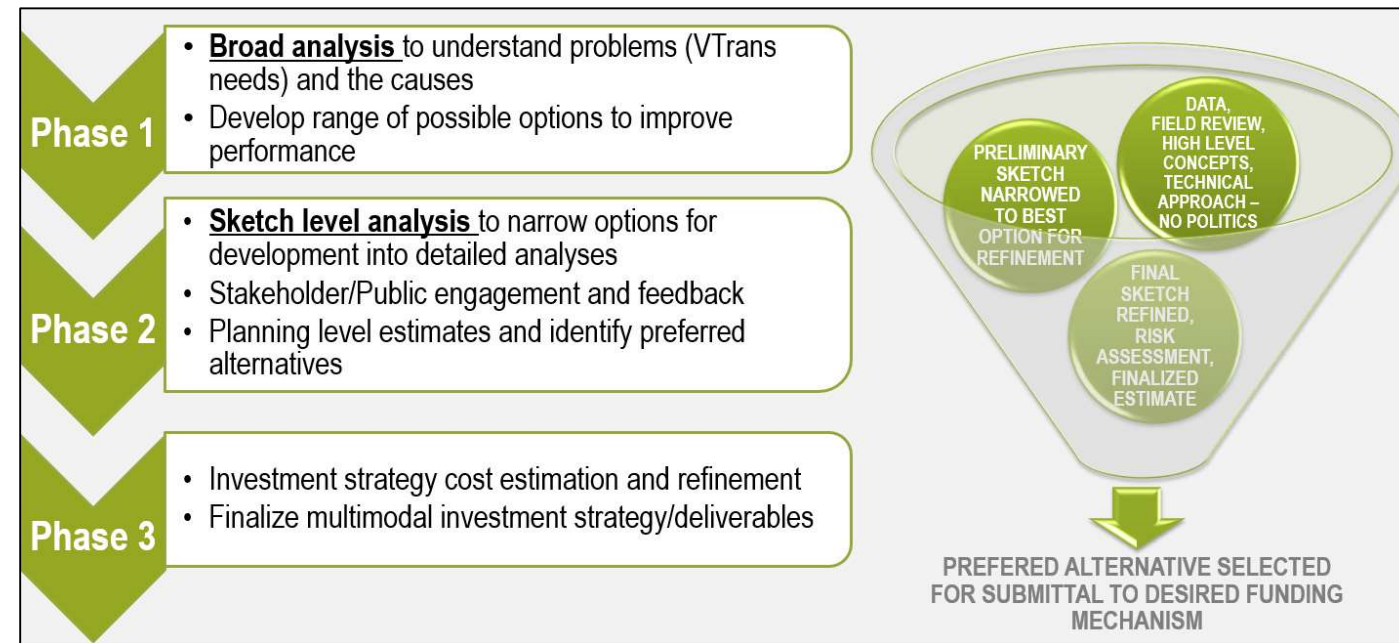 Phase 1
• Broad analysis to understand problems (VTrans
needs) and the causes
• Develop range of possible options to improve
performance
Phase 2
• Sketch level analysis to narrow options for
development into detailed analyses
• Stakeholder/Public engagement and feedback
• Planning level estimates and identify preferred
alternatives
Phase 3
• Investment strategy cost estimation and refinement
• Finalize multimodal investment strategy/deliverables
DATA,
FIELD REVIEW,
HIGH LEVEL
CONCEPTS,
TECHNICAL
APPROACH –
NO POLITICS
PRELIMINARY
SKETCH
NARROWED
TO BEST
OPTION FOR
REFINEMENT
FINAL
SKETCH
REFINED,
RISK
ASSESSMENT,
FINALIZED
ESTIMATE
PREFERED ALTERNATIVE SELECTED
FOR SUBMITTAL TO DESIRED FUNDING
MECHANISM